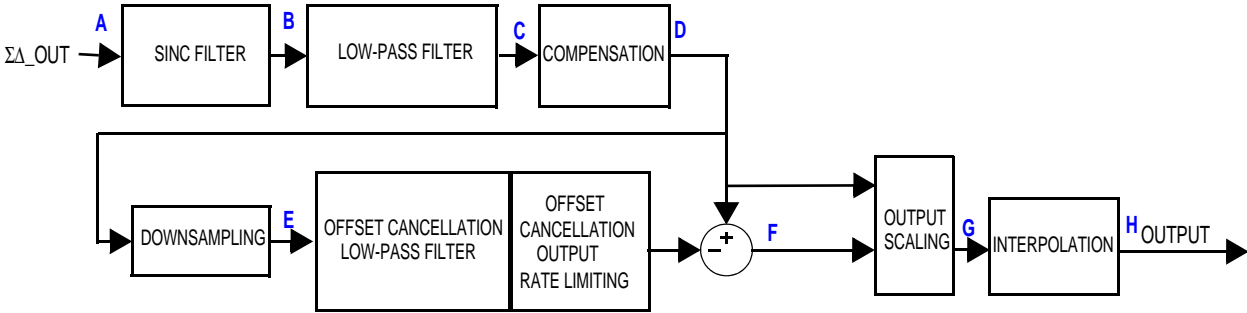 A
B
C
D
ΣΔ_OUT
SINC FILTER
LOW-PASS FILTER
COMPENSATION
DOWNSAMPLING
E
OFFSET CANCELLATION
LOW-PASS FILTER
OFFSET
CANCELLATION
OUTPUT
RATE LIMITING
+
−
F
OUTPUT
SCALING
G
INTERPOLATION
H
OUTPUT